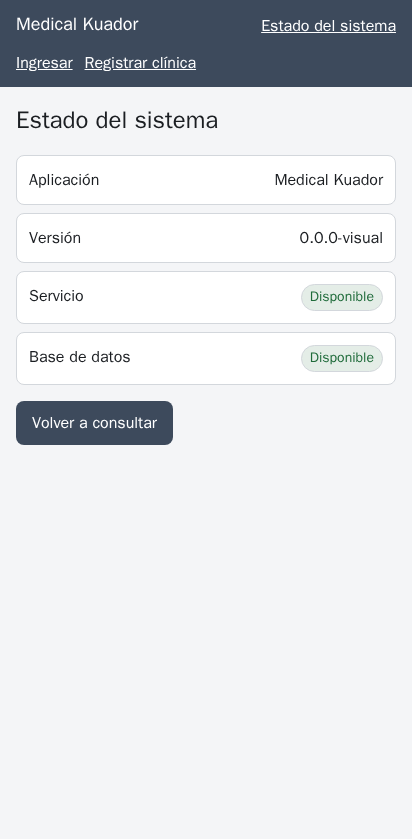 Medical Kuador
Estado del sistema
Ingresar Registrar clínica
Estado del sistema
Aplicación Medical Kuador
Versión 0.0.0-visual
Servicio Disponible
Base de datos Disponible
Volver a consultar